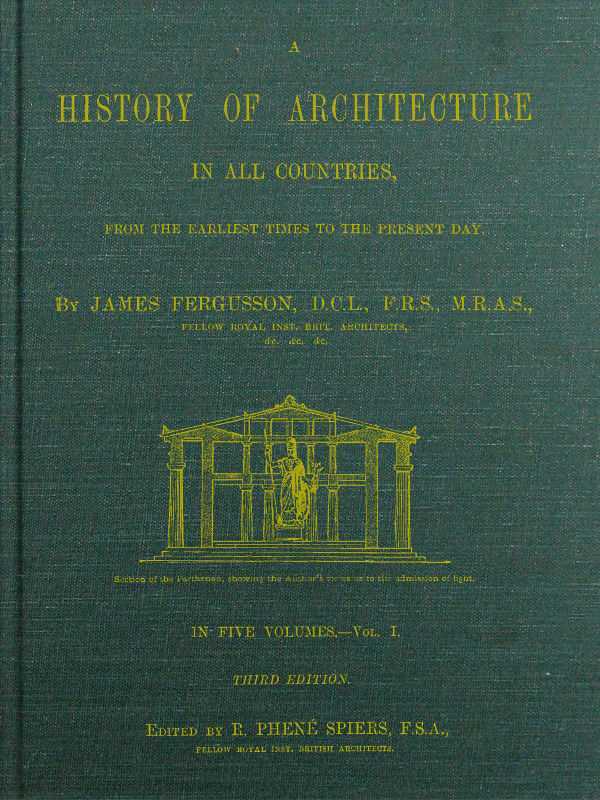 A
HISTORY OF ARCHITECTURE
IN ALL COUNTRIES,
FROM THE EARLIEST TIMES TO THE PRESENT DAY.
By JAMES FERGUSSON, D.C.L., F.R.S., M.R.A.S.,
FELLOW ROYAL INST. BRIT. ARCHITECTS,
&c. &c. &c.
Section of the Parthenon, showing the Author's views as to the admission of light.
IN FIVE VOLUMES.—Vol. I.
THIRD EDITION.
Edited by R. PHENÉ SPIERS, F.S.A.,
FELLOW ROYAL INST. BRITISH ARCHITECTS.